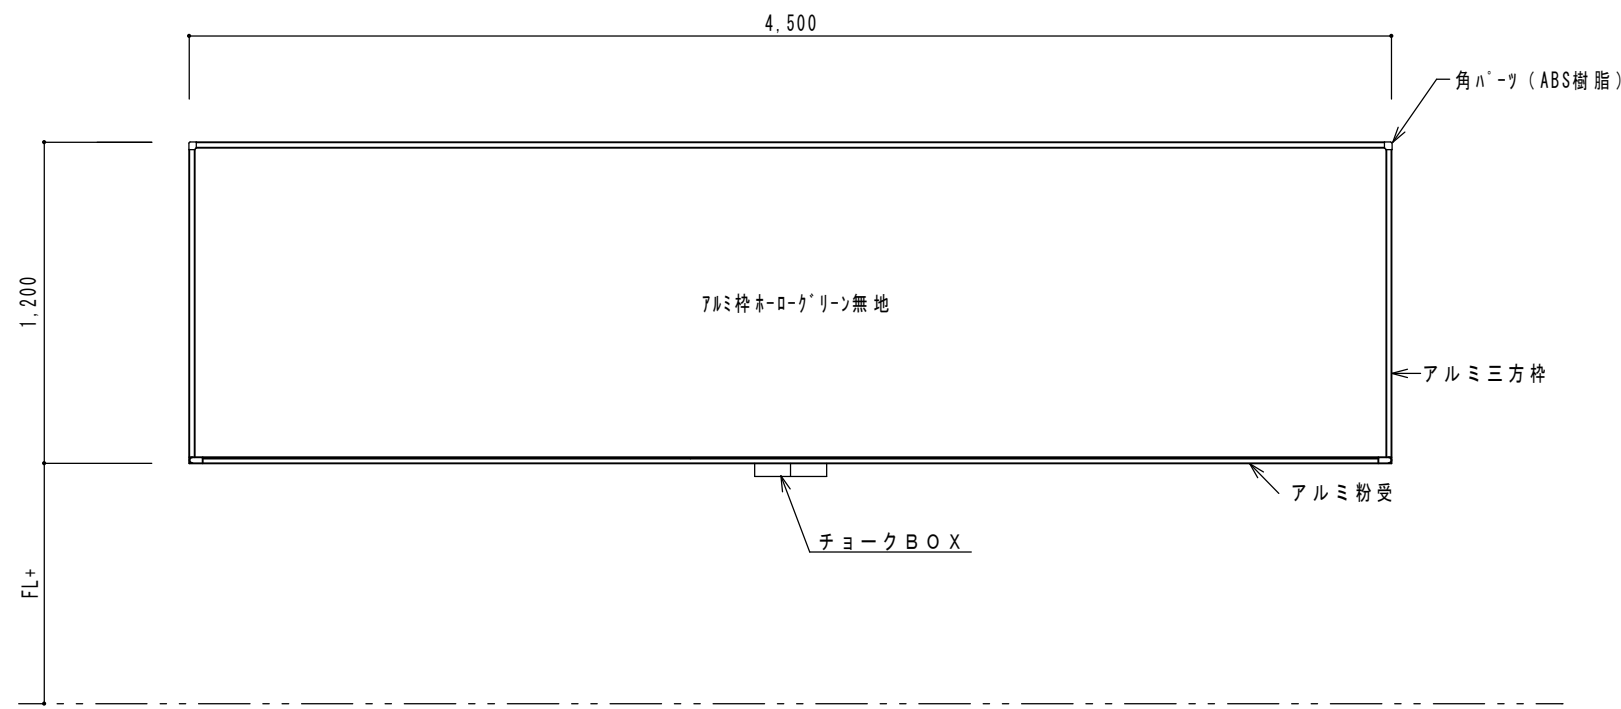 4,500
角ﾊﾟｰﾂ(ABS樹脂)
1,200
ｱﾙﾐ枠ﾎｰﾛｰｸﾞﾘｰﾝ無地
アルミ三方枠
アルミ粉受
チョークＢＯＸ
FL+